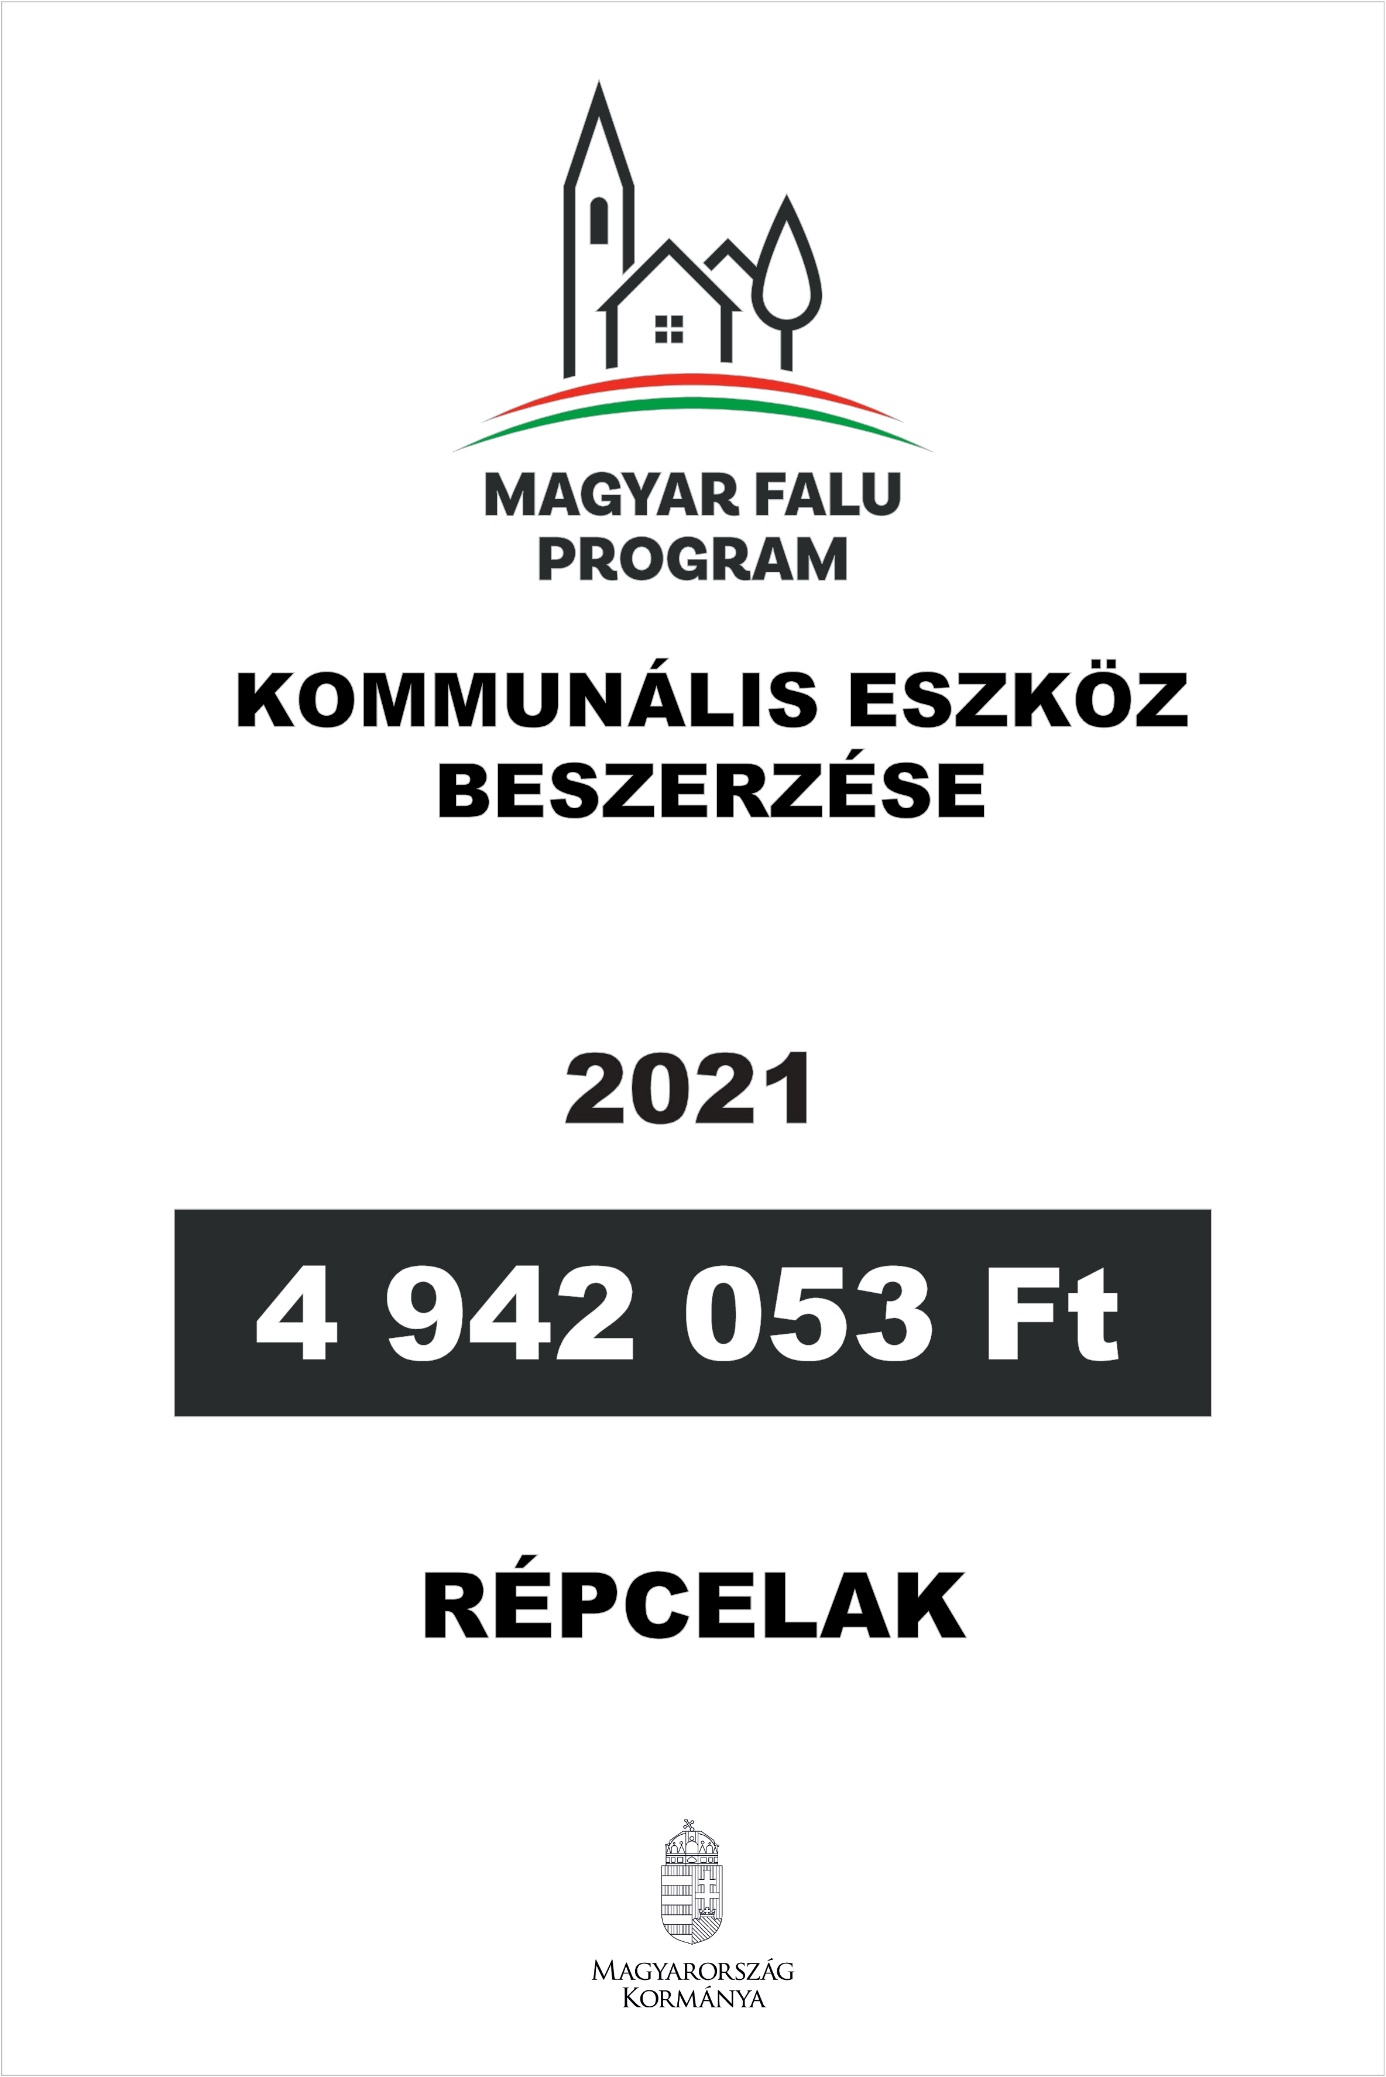 MAGYAR FALU
PROGRAM
KOMMUNÁLIS ESZKÖZ
BESZERZÉSE
2021
4 942 053 Ft
RÉPCELAK
MAGYARORSZÁG
KORMÁNYA